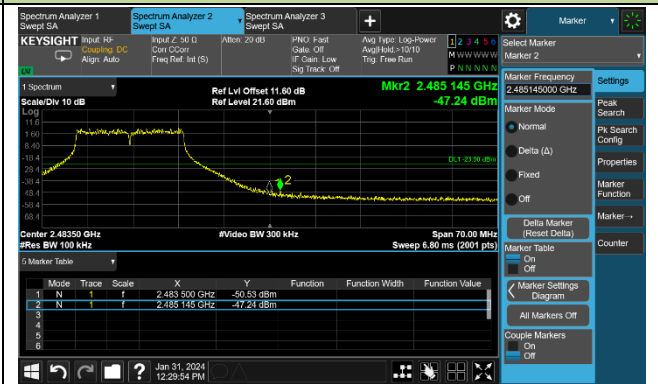 Spectrum Analyzer 1
Swept SA
Spectrum Analyzer 2
Swept SA
Spectrum Analyzer 3
Swept SA
Marker
KEYSIGHT
Input: RF
Coupling: DC
Align: Auto
Input Z: 50 Ω
Corr CCorr
Freq Ref: Int (S)
Atten: 20 dB
PNO: Fast
Gate: Off
IF Gain: Low
Sig Track: Off
Avg Type: Log-Power
Avg|Hold:>10/10
Trig: Free Run
1 2 3 4 5 6
M W W W W W
P N N N N N
Select Marker
Marker 2
1 Spectrum
Scale/Div 10 dB
Log
Ref Lvl Offset 11.60 dB
Ref Level 21.60 dBm
Mkr2 2.485 145 GHz
-47.24 dBm
11.6
1.60
-8.40
-18.4
-28.4
-38.4
-48.4
-58.4
-68.4
DL1 -23.90 dBm
2
Center 2.48350 GHz
#Res BW 100 kHz
#Video BW 300 kHz
Span 70.00 MHz
Sweep 6.80 ms (2001 pts)
5 Marker Table
Mode Trace Scale X Y Function Function Width Function Value
1 N 1 f 2.483 500 GHz -50.53 dBm
2 N 1 f 2.485 145 GHz -47.24 dBm
3
4
5
6
Marker Frequency
2.485145000 GHz
Marker Mode
Normal
Delta (Δ)
Fixed
Off
Delta Marker
(Reset Delta)
Marker Table
On
Off
Marker Settings
Diagram
All Markers Off
Couple Markers
On
Off
Settings
Peak
Search
Pk Search
Config
Properties
Marker
Function
Marker→
Counter
?
Jan 31, 2024
12:29:54 PM